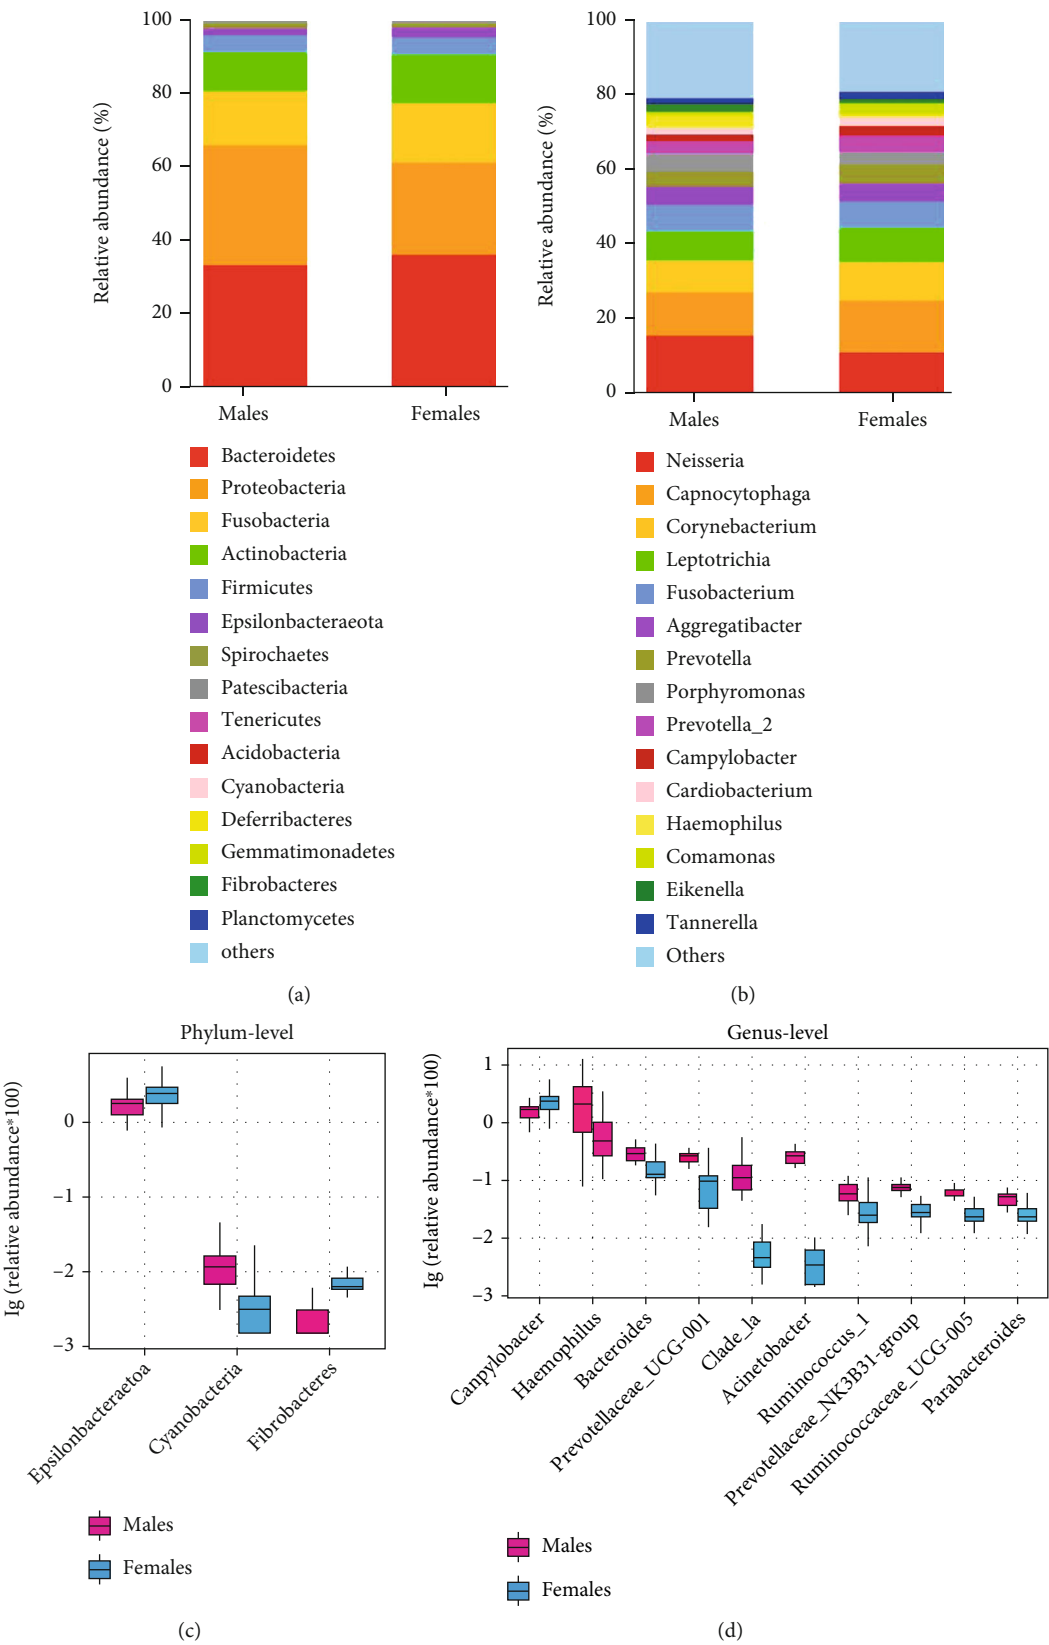 100
80
60
40
20
0
Relative abundance (%)
Males
Females
Bacteroidetes
Proteobacteria
Fusobacteria
Actinobacteria
Firmicutes
Epsilonbacteraeota
Spirochaetes
Patescibacteria
Tenericutes
Acidobacteria
Cyanobacteria
Deferribacteres
Gemmatimonadetes
Fibrobacteres
Planctomycetes
others
(a)
100
80
60
40
20
0
Relative abundance (%)
Males
Females
Neisseria
Capnocytophaga
Corynebacterium
Leptotrichia
Fusobacterium
Aggregatibacter
Prevotella
Porphyromonas
Prevotella_2
Campylobacter
Cardiobacterium
Haemophilus
Comamonas
Eikenella
Tannerella
Others
(b)
Phylum-level
0
−1
−2
−3
Ig (relative abundance*100)
Epsilonbacteraetoa
Cyanobacteria
Fibrobacteres
Males
Females
(c)
Genus-level
1
0
−1
−2
−3
Ig (relative abundance*100)
Canpylobacter
Haemophilus
Bacteroides
Prevotellaceae_UCG-001
Clade_la
Acinetobacter
Ruminococcus_1
Prevotellaceae_NK3B31-group
Ruminococcaceae_UCG-005
Parabacteroides
Males
Females
(d)